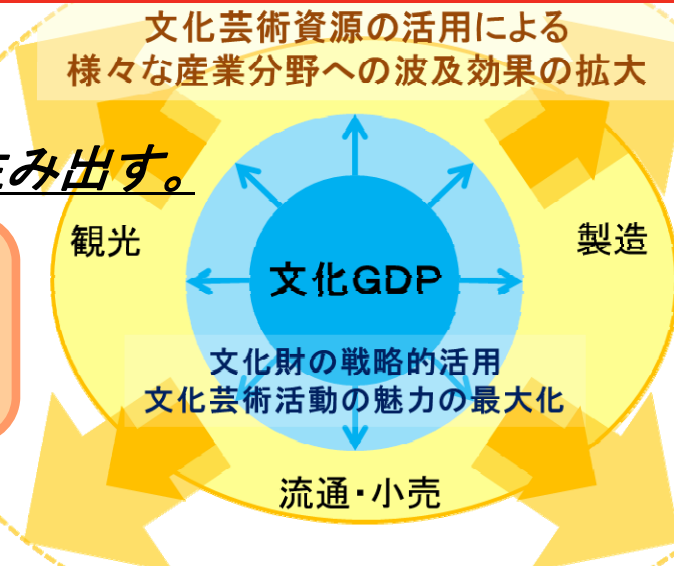 文化芸術資源の活用による
様々な産業分野への波及効果の拡大
み出す。
観光
製造
文化GDP
文化財の戦略的活用
文化芸術活動の魅力の最大化
流通・小売